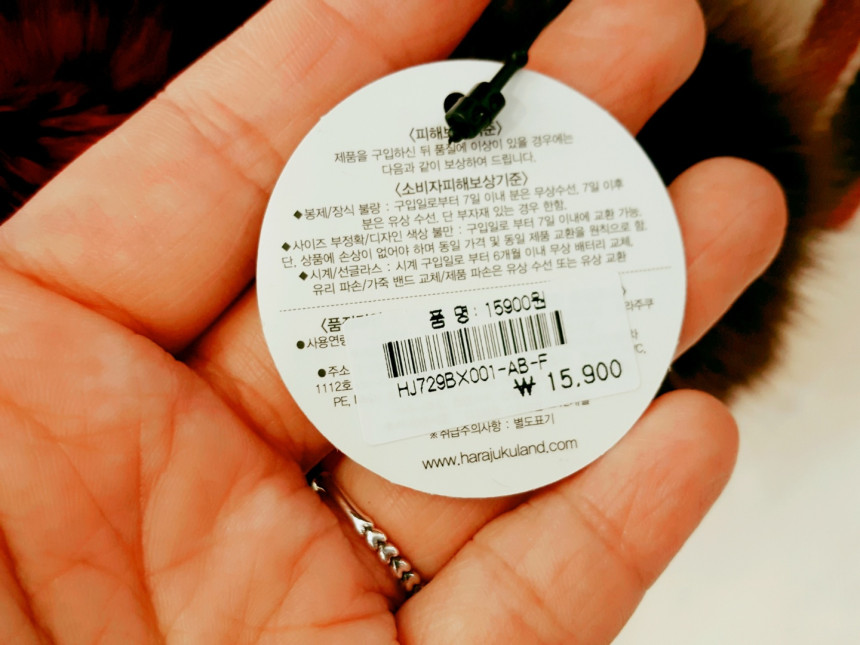 〈피해보 준〉
제품을 구입하신 뒤 품질에 이상이 있을 경우에는
다음과 같이 보상하여 드립니다.
〈소비자피해보상기준〉
◆봉제/장식 불량 : 구입일로부터 7일 이내 분은 무상수선, 7일 이후
분은 유상 수선, 단 부자재 있는 경우 한함.
◆사이즈 부정확/디자인 색상 불만 : 구입일로 부터 7일 이내에 교환 가능.
단, 상품에 손상이 없어야 하며 동일 가격 및 동일 제품 교환을 원칙으로 함.
◆시계/선글라스 : 시계 구입일로 부터 6개월 이내 무상 배터리 교체,
유리 파손/가죽 밴드 교체/제품 파손은 유상 수선 또는 유상 교환
품 명 : 15900원
●사용연
라주쿠
HJ729BX001-AB-F
●주소
1112호
PE,
₩ 15,900
※취급주의사항 : 별도표기
www.harajukuland.com